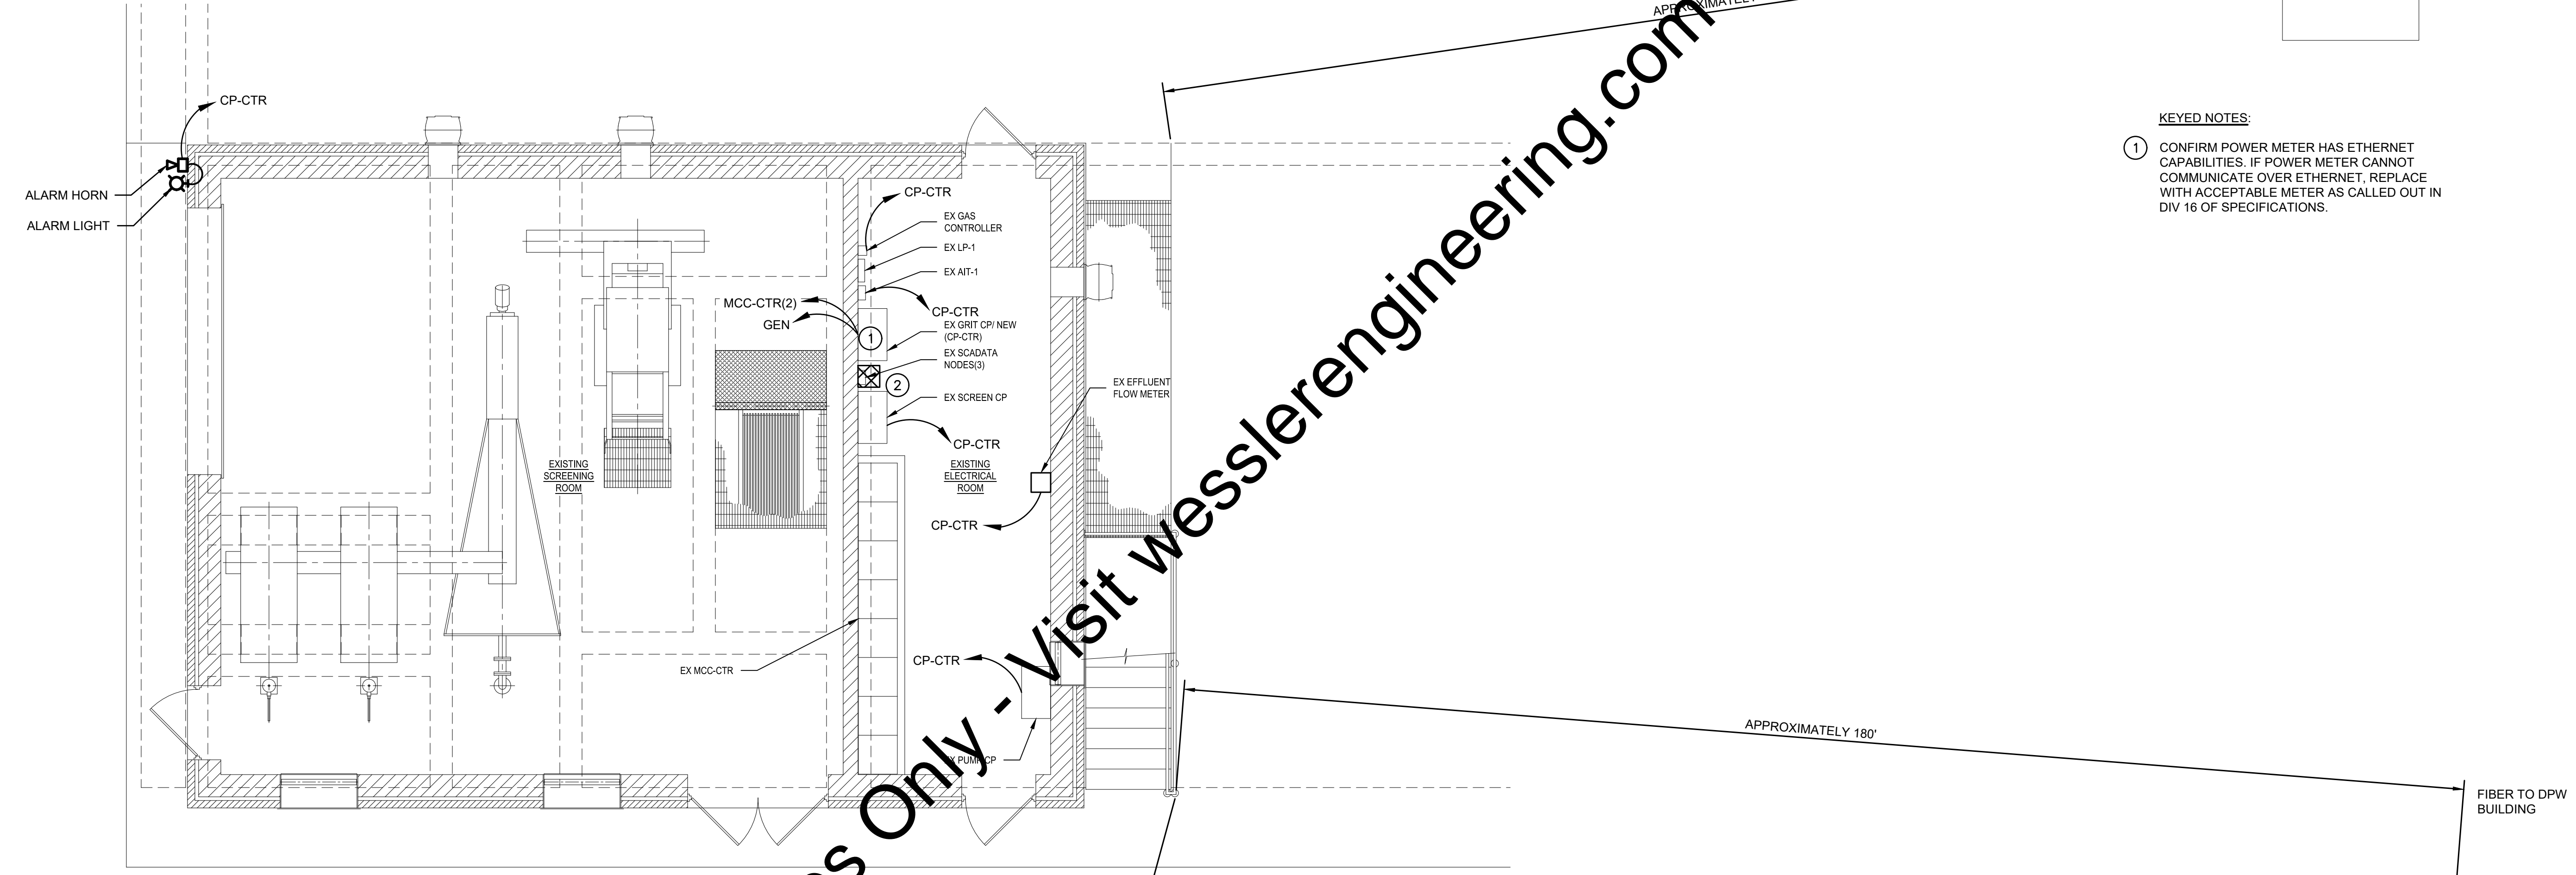 APPROXIMATELY
CP-CTR
ALARM HORN
ALARM LIGHT
KEYED NOTES:
1 CONFIRM POWER METER HAS ETHERNET
CAPABILITIES. IF POWER METER CANNOT
COMMUNICATE OVER ETHERNET, REPLACE
WITH ACCEPTABLE METER AS CALLED OUT IN
DIV 16 OF SPECIFICATIONS.
CP-CTR
EX GAS
CONTROLLER
EX LP-1
EX AIT-1
MCC-CTR(2)
GEN
1
CP-CTR
EX GRIT CP/ NEW
(CP-CTR)
EX SCADATA
NODES(3)
2
EX SCREEN CP
CP-CTR
EXISTING
SCREENING
ROOM
EXISTING
ELECTRICAL
ROOM
EX EFFLUENT
FLOW METER
CP-CTR
EX MCC-CTR
CP-CTR
PUMP CP
APPROXIMATELY 180'
FIBER TO DPW
BUILDING
Only - Visit wesslerengineering.com